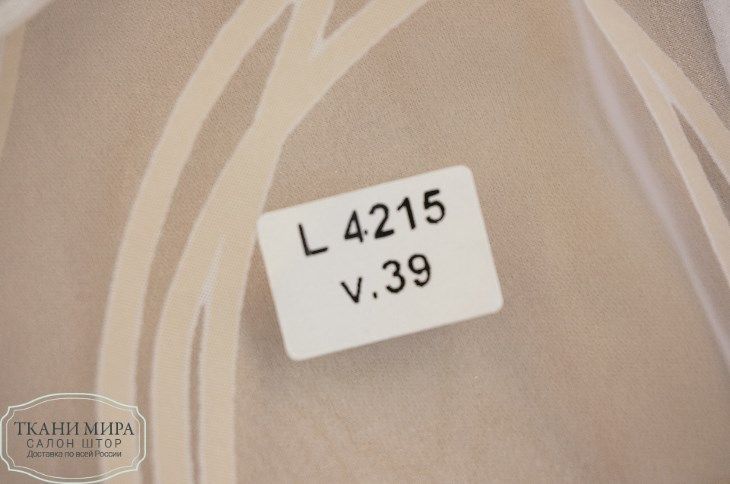 L 4215
v.39
ТКАНИ МИРА
САЛОН ШТОР
Доставка по всей России